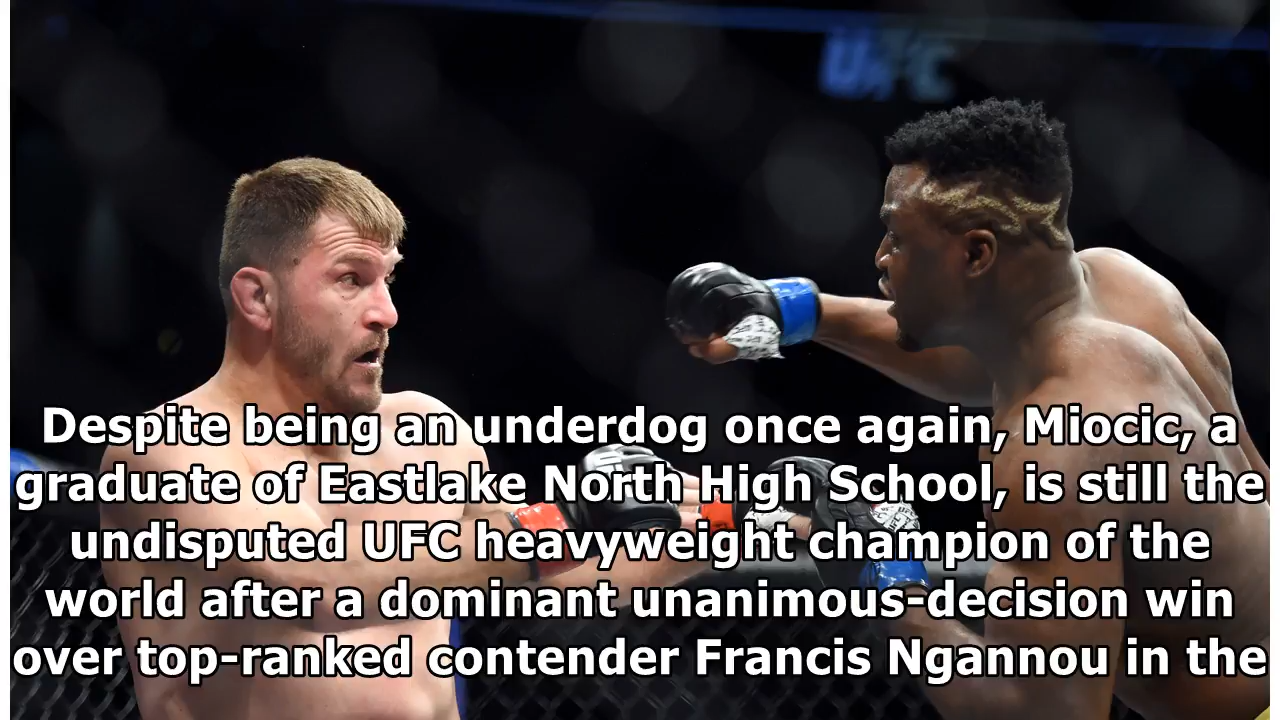 UFC
Despite being an underdog once again, Miocic, a
graduate of Eastlake North High School, is still the
undisputed UFC heavyweight champion of the
world after a dominant unanimous-decision win
over top-ranked contender Francis Ngannou in the